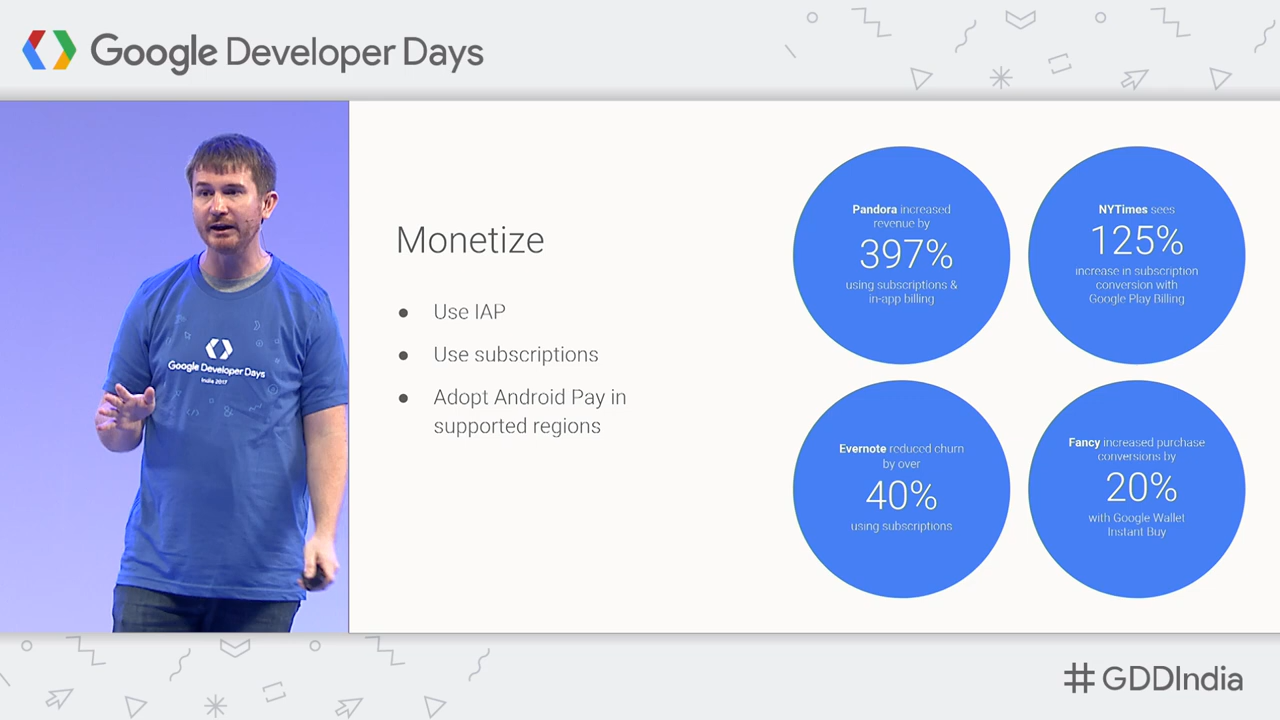 Google Developer Days
Google Developer Days
India 2017
Monetize
● Use IAP
● Use subscriptions
● Adopt Android Pay in
supported regions
Pandora increased
revenue by
397%
using subscriptions &
in-app billing
NYTimes sees
125%
increase in subscription
conversion with
Google Play Billing
Evernote reduced churn
by over
40%
using subscriptions
Fancy increased purchase
conversions by
20%
with Google Wallet
Instant Buy
#GDDIndia